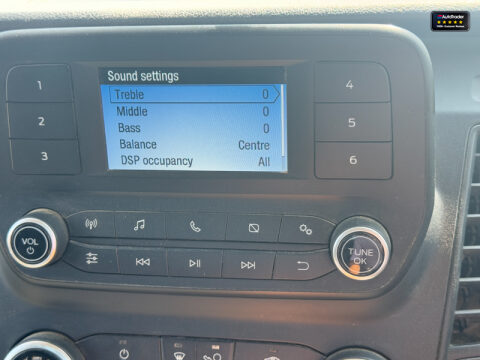 AutoTrader
Sound settings
1
Treble 0
4
Middle 0
2
Bass 0
5
Balance Centre
3
DSP occupancy All
6
VOL
TUNE
OK